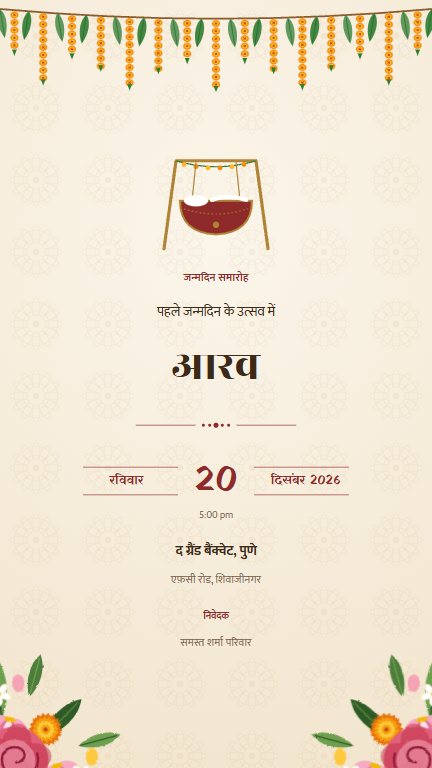 जन्मदिन समारोह
पहले जन्मदिन के उत्सव में
आरव
रविवार 20 दिसंबर 2026
5:00 pm
द ग्रैंड बैंक्वेट, पुणे
एफ़सी रोड, शिवाजीनगर
निवेदक
समस्त शर्मा परिवार